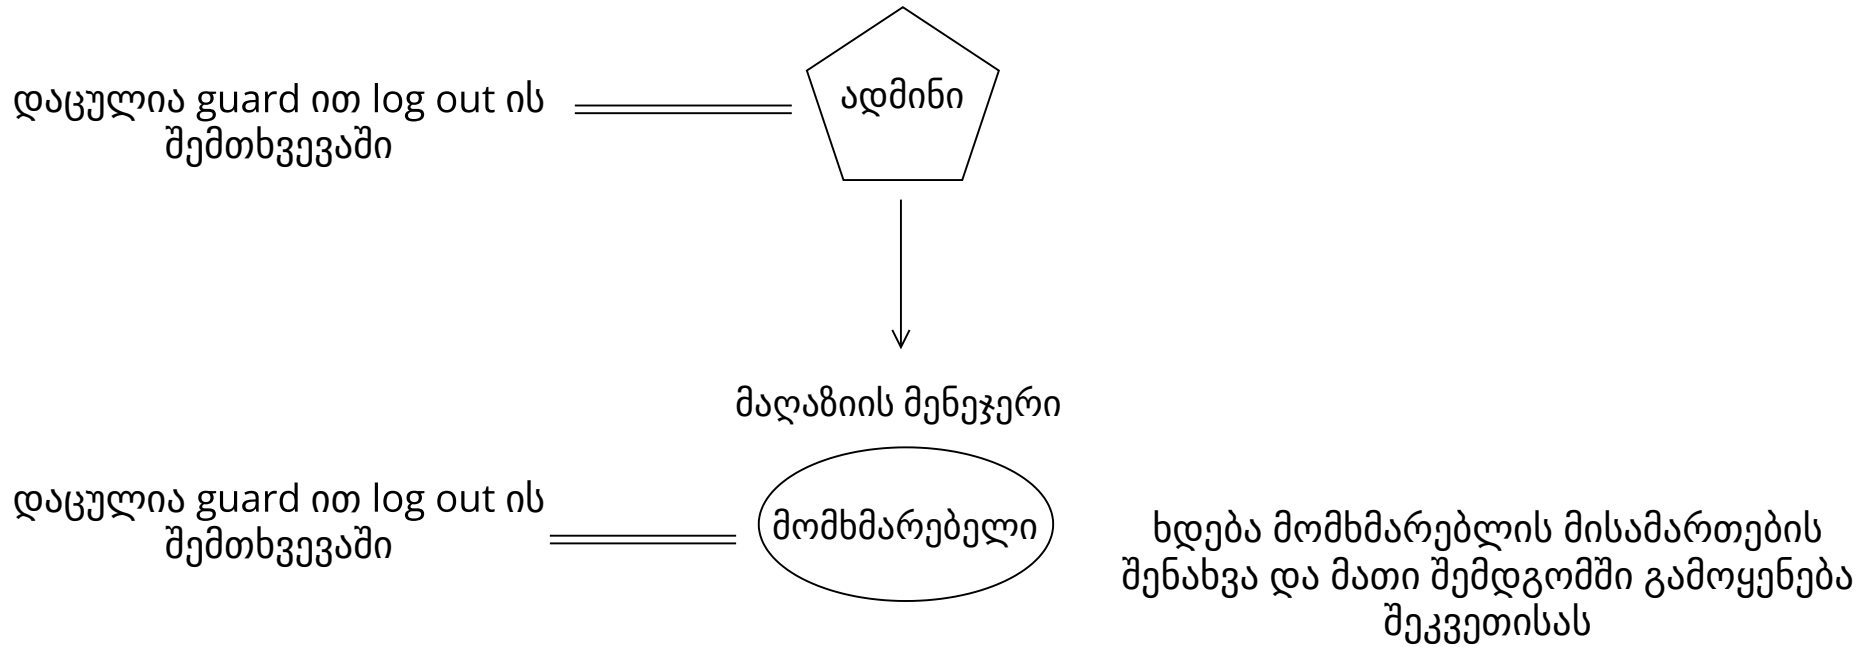 დაცულია guard ით log out ის
შემთხვევაში
ადმინი
მაღაზიის მენეჯერი
დაცულია guard ით log out ის
შემთხვევაში
მომხმარებელი
ხდება მომხმარებლის მისამართების
შენახვა და მათი შემდგომში გამოყენება
შეკვეთისას